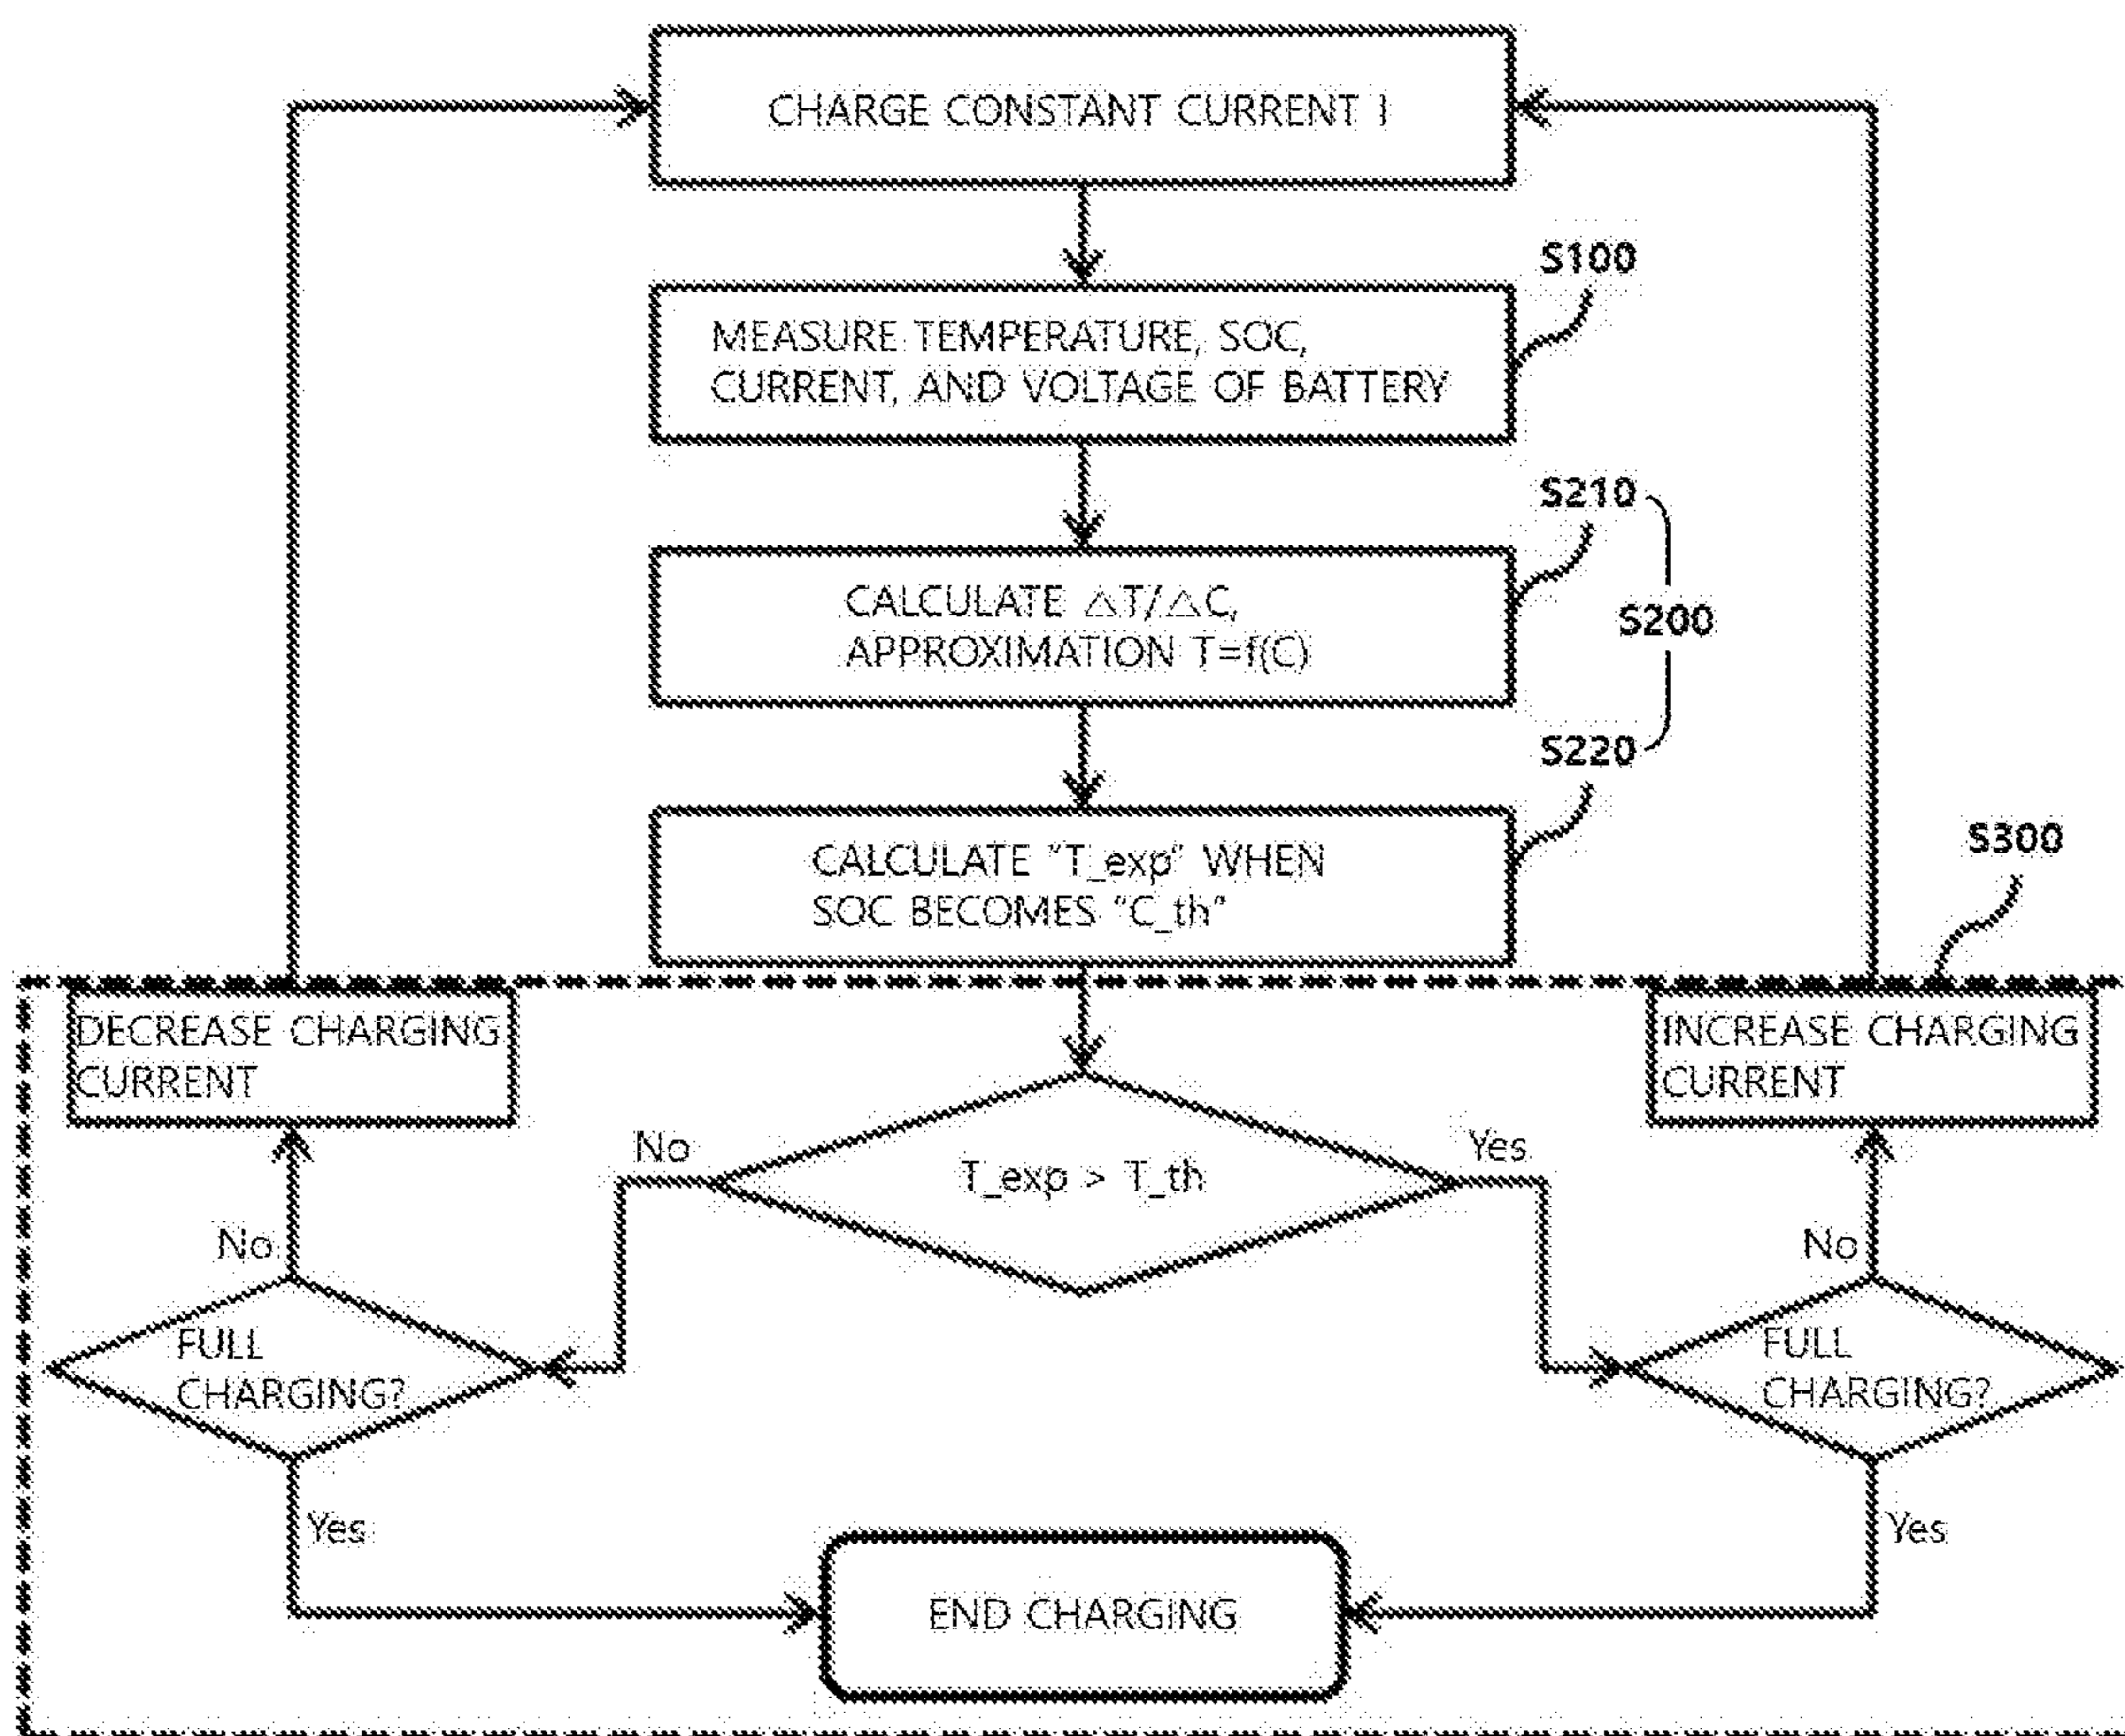 CHARGE CONSTANT CURRENT I
S100
MEASURE TEMPERATURE, SOC,
CURRENT, AND VOLTAGE OF BATTERY
S210
CALCULATE △T/△C,
APPROXIMATION T=f(C)
S200
S220
CALCULATE "T_exp" WHEN
SOC BECOMES "C_th"
S300
DECREASE CHARGING
CURRENT
INCREASE CHARGING
CURRENT
No
T_exp > T_th
Yes
No
No
FULL
CHARGING?
FULL
CHARGING?
Yes
Yes
END CHARGING